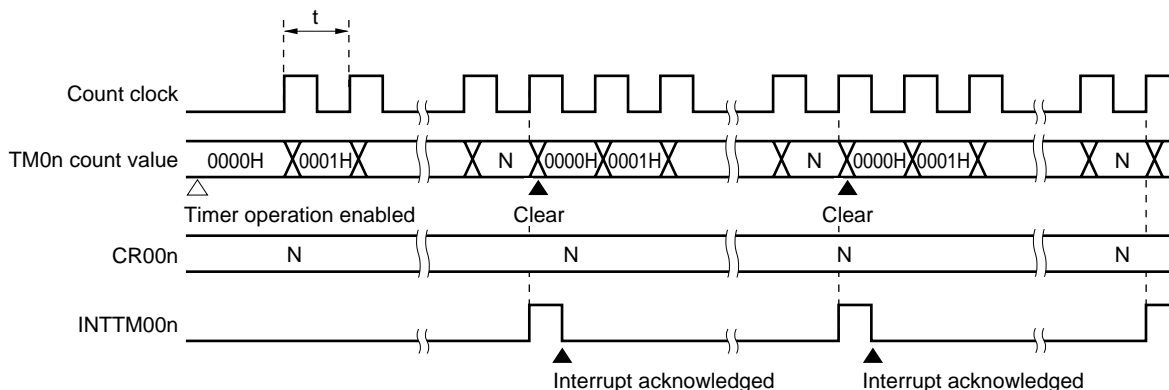 t
Count clock
TM0n count value 0000H 0001H N 0000H 0001H N 0000H 0001H N
Timer operation enabled Clear Clear
CR00n N N N N
INTTM00n
Interrupt acknowledged Interrupt acknowledged